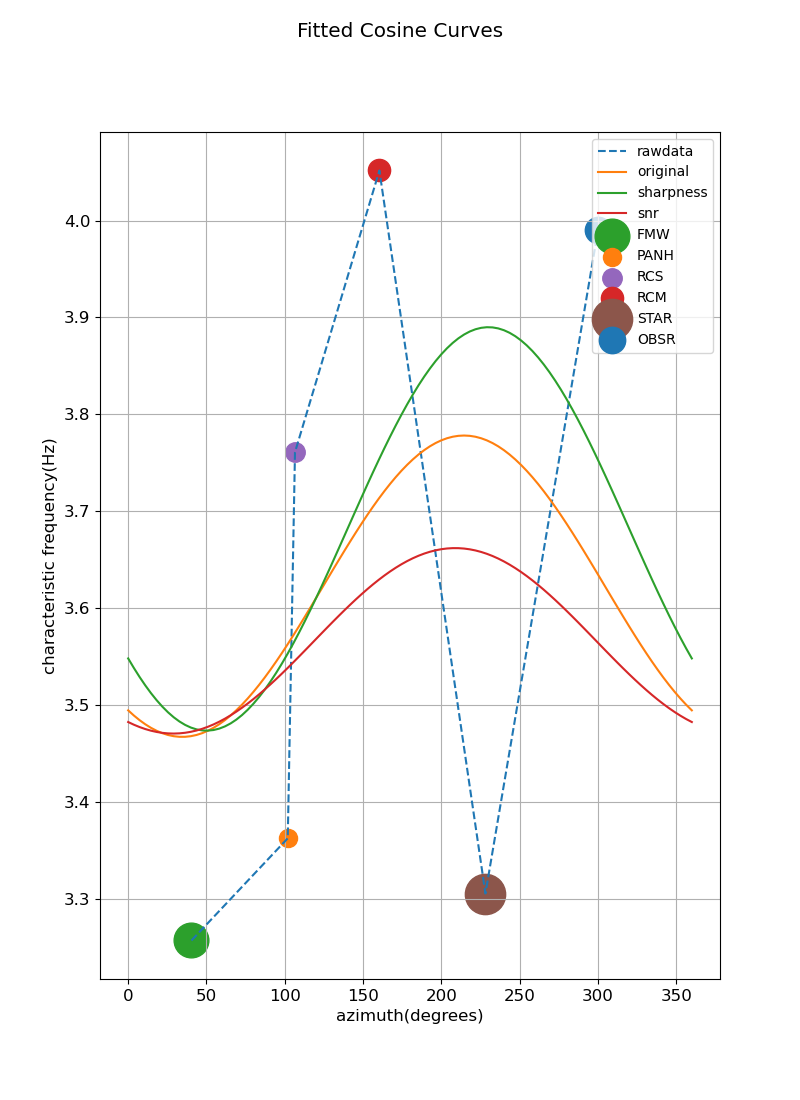 Fitted Cosine Curves
rawdata
original
sharpness
snr
FMW
PANH
RCS
RCM
STAR
OBSR
characteristic frequency(Hz)
4.0
3.9
3.8
3.7
3.6
3.5
3.4
3.3
0 50 100 150 200 250 300 350
azimuth(degrees)